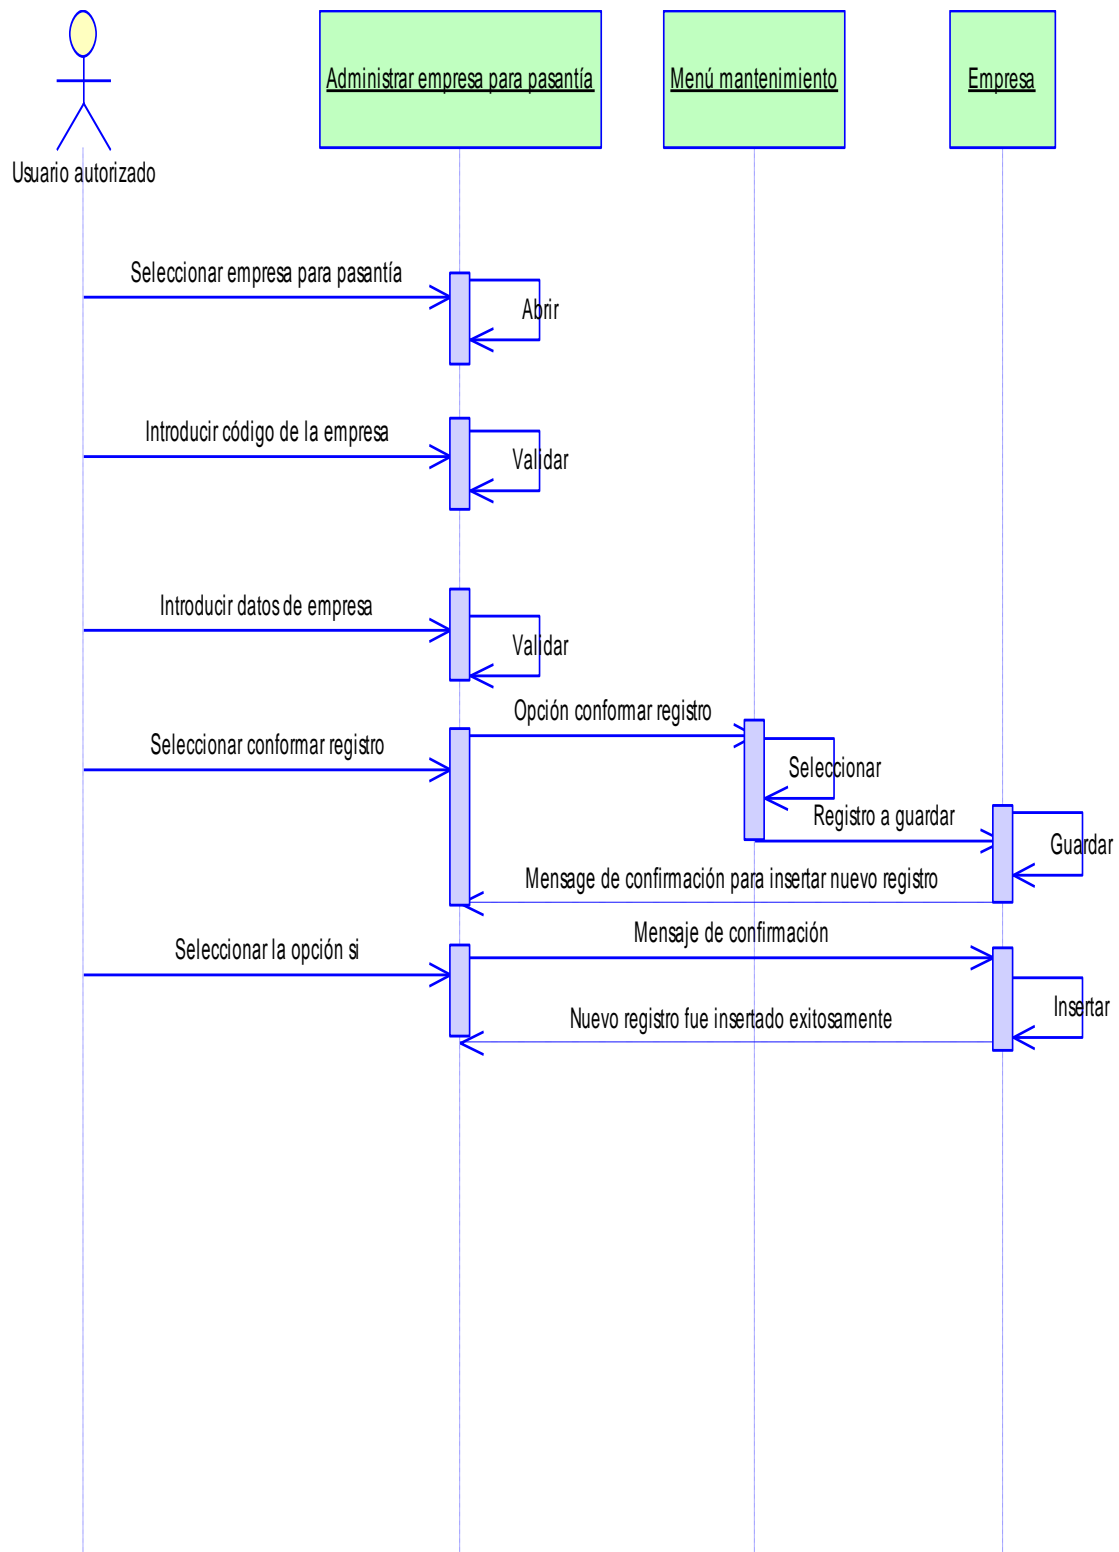 Administrar empresa para pasantía
Menú mantenimiento
Empresa
Usuario autorizado
Seleccionar empresa para pasantía
Abrir
Introducir código de la empresa
Validar
Introducir datos de empresa
Validar
Opción conformar registro
Seleccionar conformar registro
Seleccionar
Registro a guardar
Guardar
Mensage de confirmación para insertar nuevo registro
Mensaje de confirmación
Seleccionar la opción si
Insertar
Nuevo registro fue insertado exitosamente